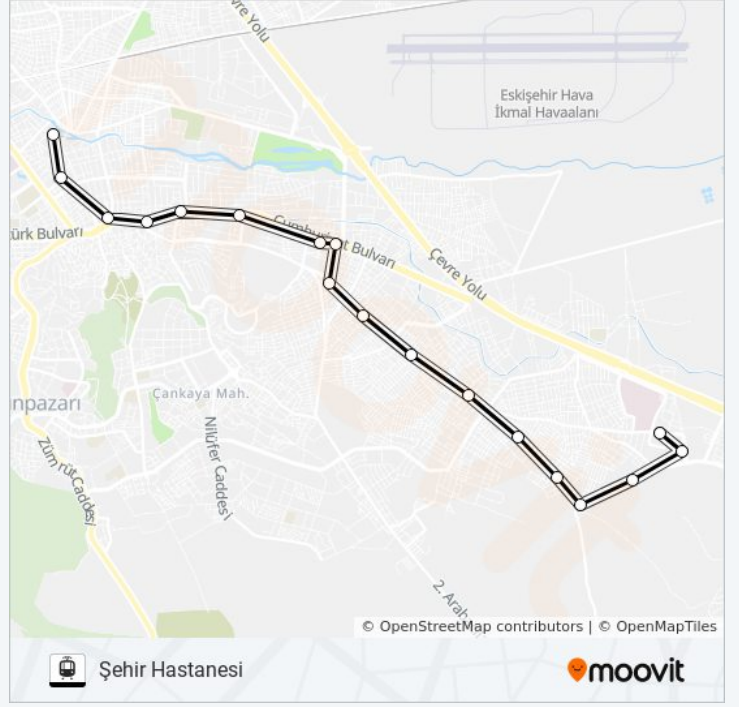 vre Yolu
Eskişehir Hava
İkmal Havaalanı
türk Bulvarı
Cumhuriyet Bulvarı
Çevre Yolu
Çankaya Mah.
npazarı
Nilüfer Caddesi
Zümrüt Caddesi
2. Arab
© OpenStreetMap contributors | © OpenMapTiles
Şehir Hastanesi
moovit